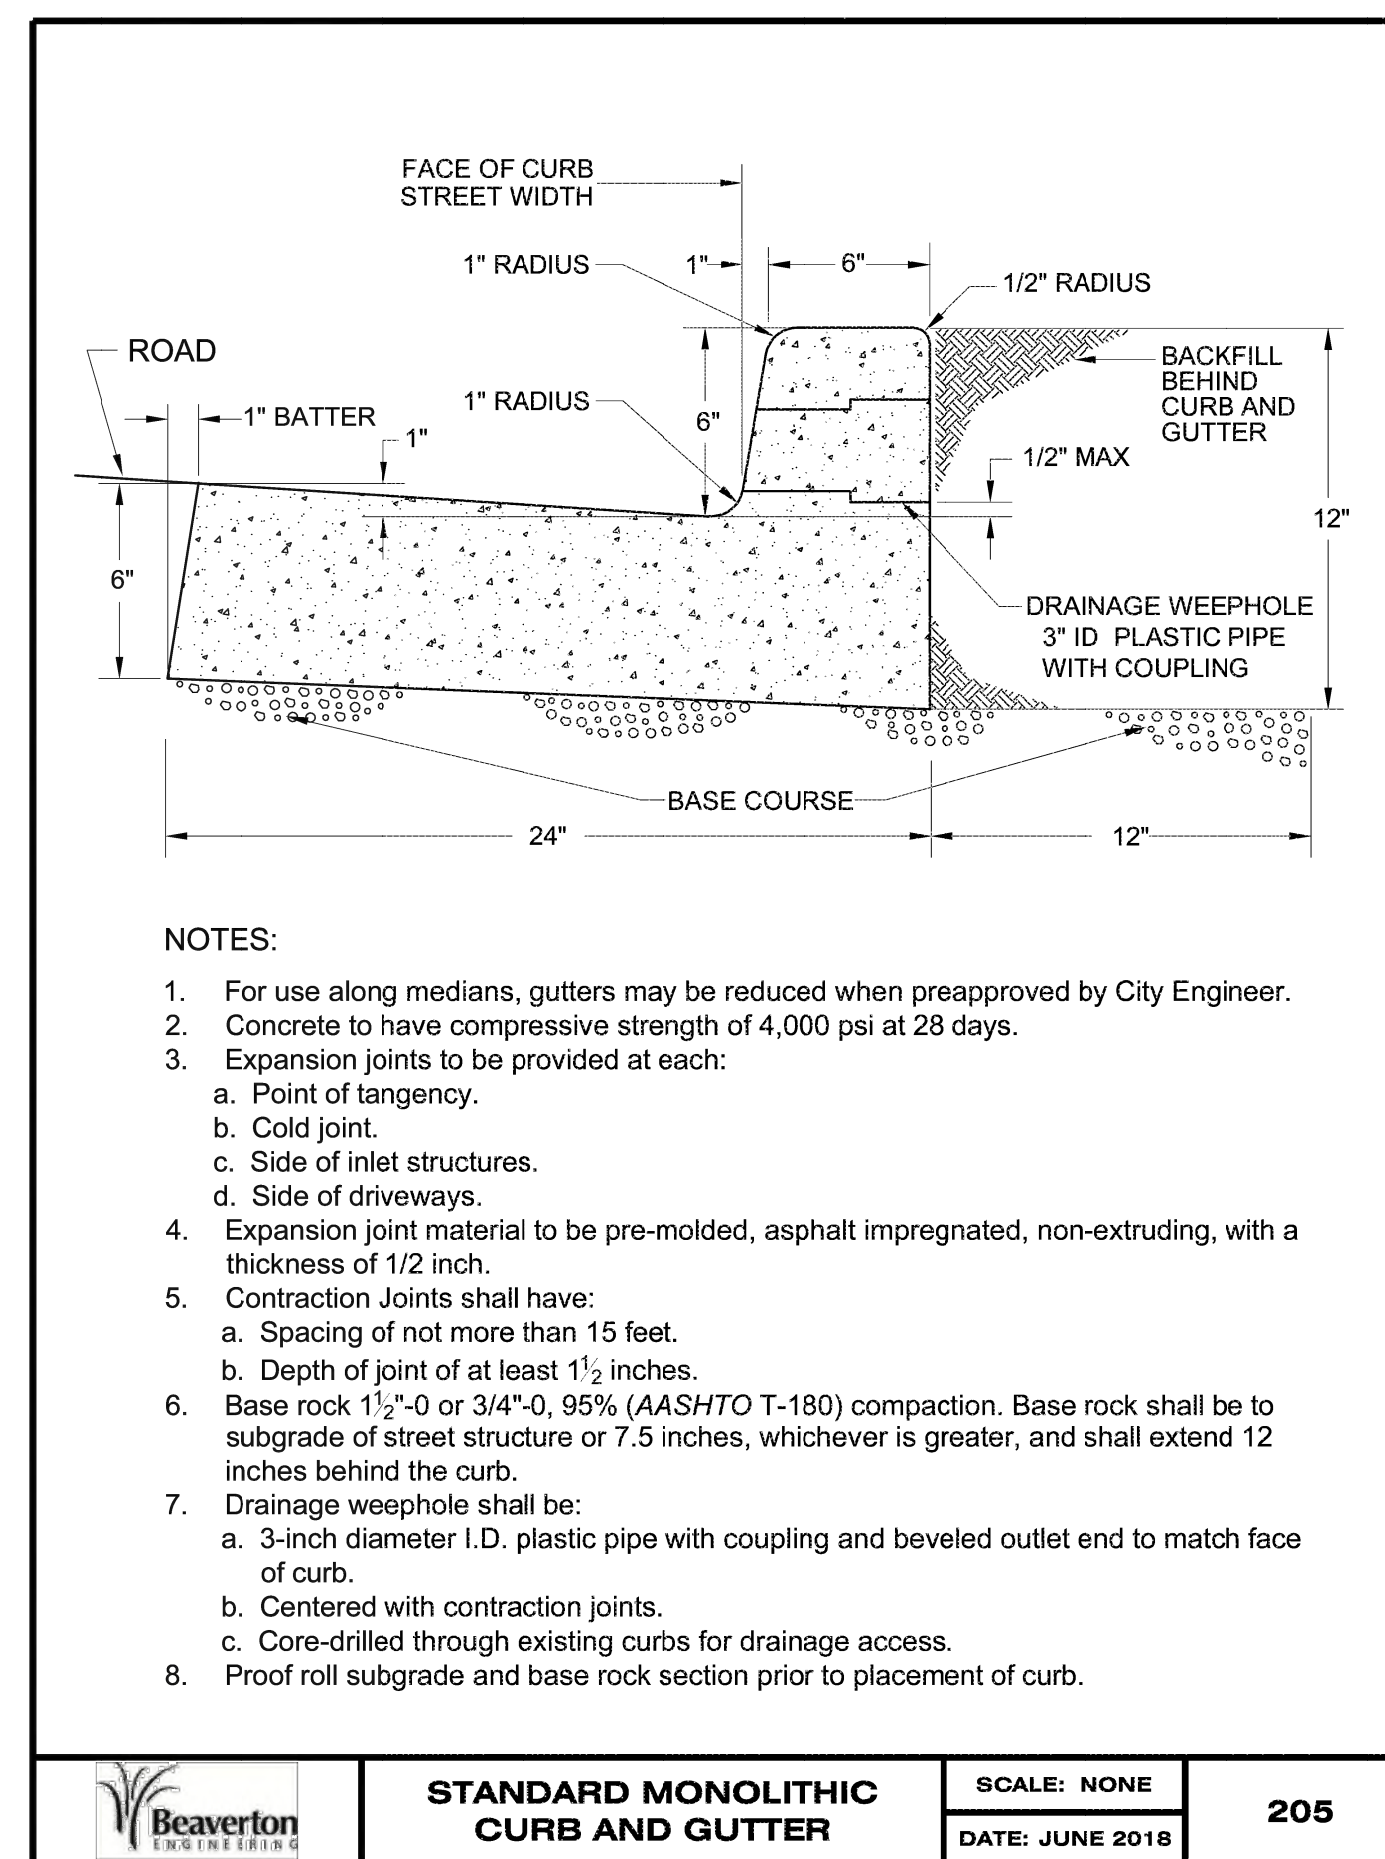 FACE OF CURB
STREET WIDTH
1" RADIUS
1"
6"
1/2" RADIUS
ROAD
BACKFILL
BEHIND
CURB AND
GUTTER
1" RADIUS
6"
1" BATTER
1"
1/2" MAX
12"
6"
DRAINAGE WEEPHOLE
3" ID PLASTIC PIPE
WITH COUPLING
BASE COURSE
24"
12"
NOTES:
1. For use along medians, gutters may be reduced when preapproved by City Engineer.
2. Concrete to have compressive strength of 4,000 psi at 28 days.
3. Expansion joints to be provided at each:
a. Point of tangency.
b. Cold joint.
c. Side of inlet structures.
d. Side of driveways.
4. Expansion joint material to be pre-molded, asphalt impregnated, non-extruding, with a
thickness of 1/2 inch.
5. Contraction Joints shall have:
a. Spacing of not more than 15 feet.
b. Depth of joint of at least 1½ inches.
6. Base rock 1½"-0 or 3/4"-0, 95% (AASHTO T-180) compaction. Base rock shall be to
subgrade of street structure or 7.5 inches, whichever is greater, and shall extend 12
inches behind the curb.
7. Drainage weephole shall be:
a. 3-inch diameter I.D. plastic pipe with coupling and beveled outlet end to match face
of curb.
b. Centered with contraction joints.
c. Core-drilled through existing curbs for drainage access.
8. Proof roll subgrade and base rock section prior to placement of curb.
Beaverton
ENGINEERING
STANDARD MONOLITHIC
CURB AND GUTTER
SCALE: NONE
DATE: JUNE 2018
205